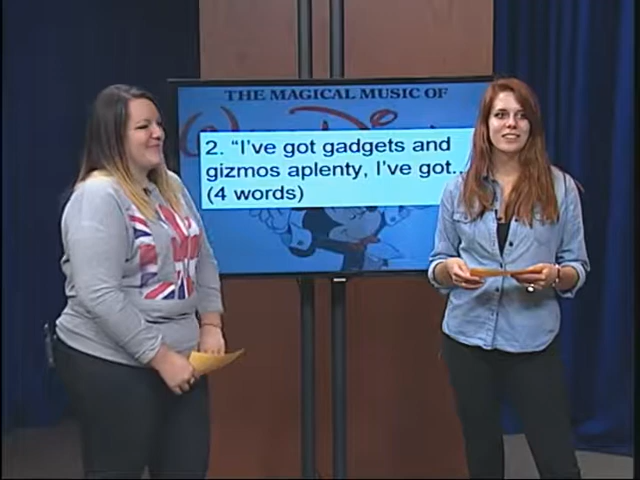 THE MAGICAL MUSIC OF
2. “I've got gadgets and
gizmos aplenty, I've got...
(4 words)